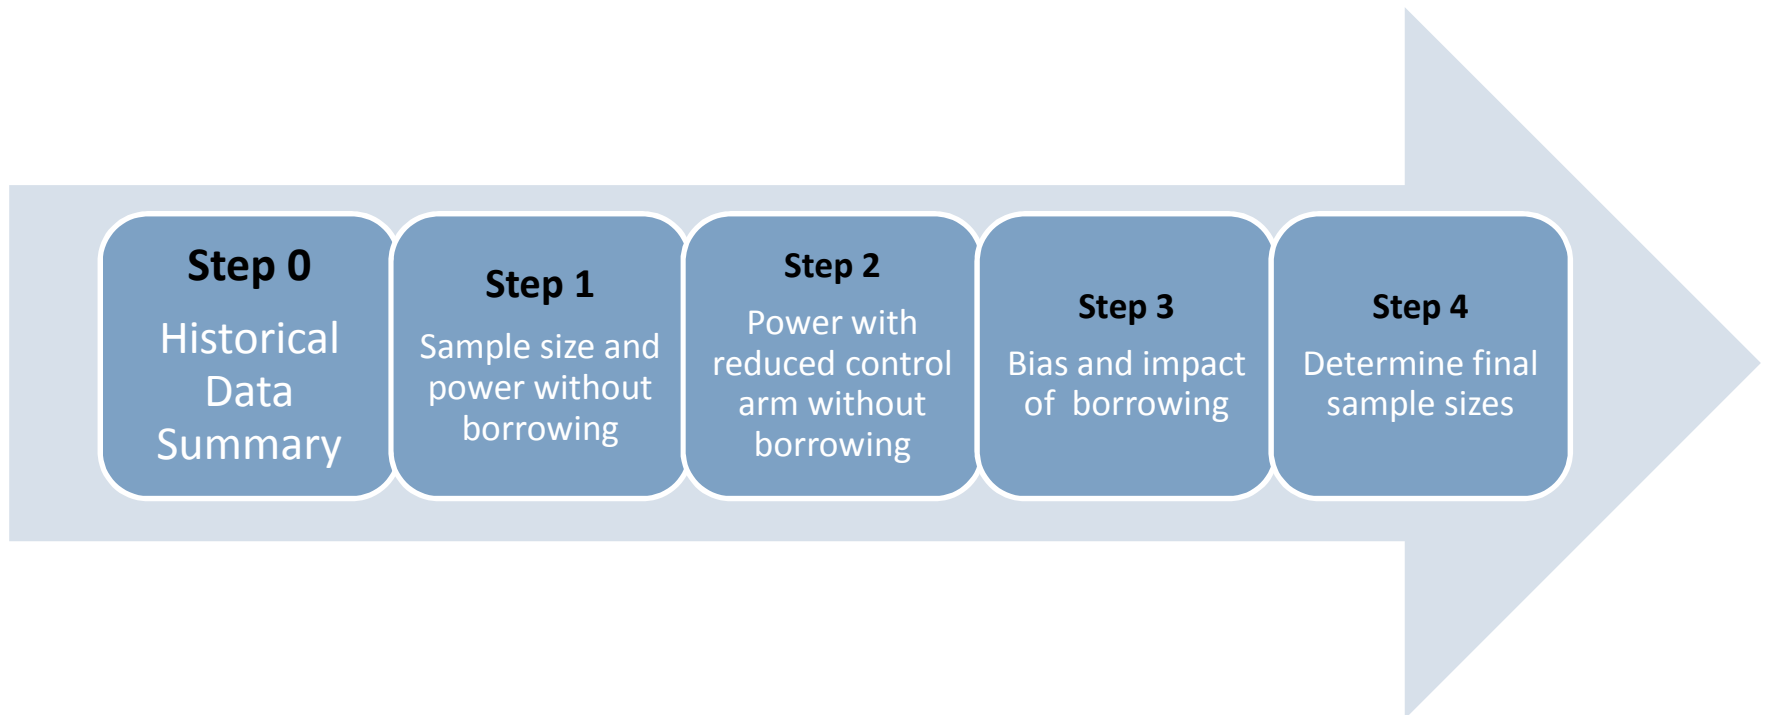 Step 0
Historical
Data
Summary
Step 1
Sample size and
power without
borrowing
Step 2
Power with
reduced control
arm without
borrowing
Step 3
Bias and impact
of  borrowing
Step 4
Determine final
sample sizes